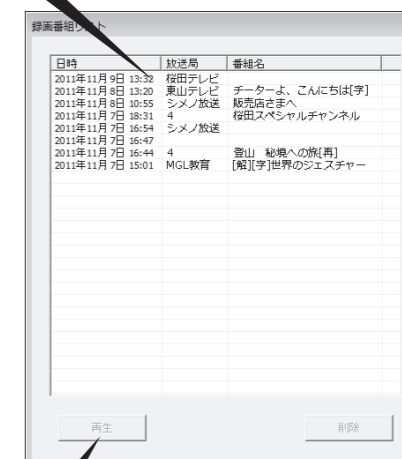 録画番組リスト
日時 放送局 番組名
2011年11月 9日 13:32 桜田テレビ
2011年11月 8日 13:20 東山テレビ チーターよ、こんにちは[字]
2011年11月 8日 10:55 シメノ放送 販売店さまへ
2011年11月 7日 18:31 4 桜田スペシャルチャンネル
2011年11月 7日 16:54 シメノ放送
2011年11月 7日 16:47
2011年11月 7日 16:44 4 登山 秘境への旅[再]
2011年11月 7日 15:01 MGL教育 [解][字]世界のジェスチャー
再生 削除